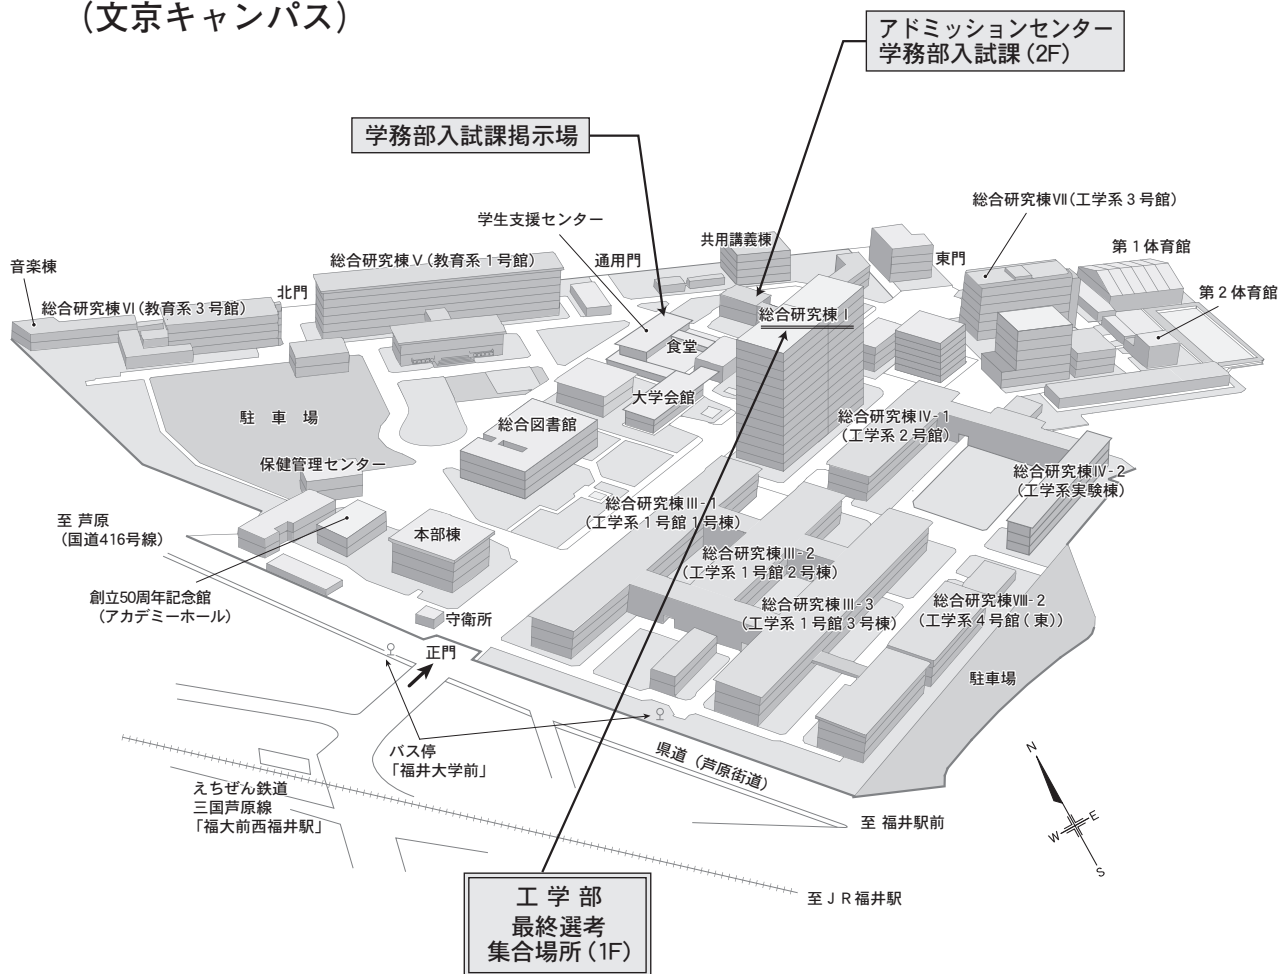 (文京キャンパス)
アドミッションセンター
学務部入試課(2F)
学務部入試課掲示場
総合研究棟Ⅶ(工学系3号館)
学生支援センター
共用講義棟
第1体育館
音楽棟
総合研究棟Ⅴ(教育系1号館)
通用門
東門
北門
第2体育館
総合研究棟Ⅵ(教育系3号館)
総合研究棟Ⅰ
食堂
大学会館
駐 車 場
総合図書館
総合研究棟Ⅳ-1
(工学系2号館)
保健管理センター
総合研究棟Ⅳ-2
(工学系実験棟)
総合研究棟Ⅲ-1
(工学系1号館1号棟)
至 芦原
(国道416号線)
本部棟
総合研究棟Ⅲ-2
(工学系1号館2号棟)
創立50周年記念館
(アカデミーホール)
総合研究棟Ⅲ-3
(工学系1号館3号棟)
総合研究棟Ⅷ-2
(工学系4号館(東))
守衛所
正門
駐車場
バス停
「福井大学前」
県道(芦原街道)
えちぜん鉄道
三国芦原線
「福大前西福井駅」
至 福井駅前
N
E
W
S
至JR福井駅
工 学 部
最終選考
集合場所(1F)